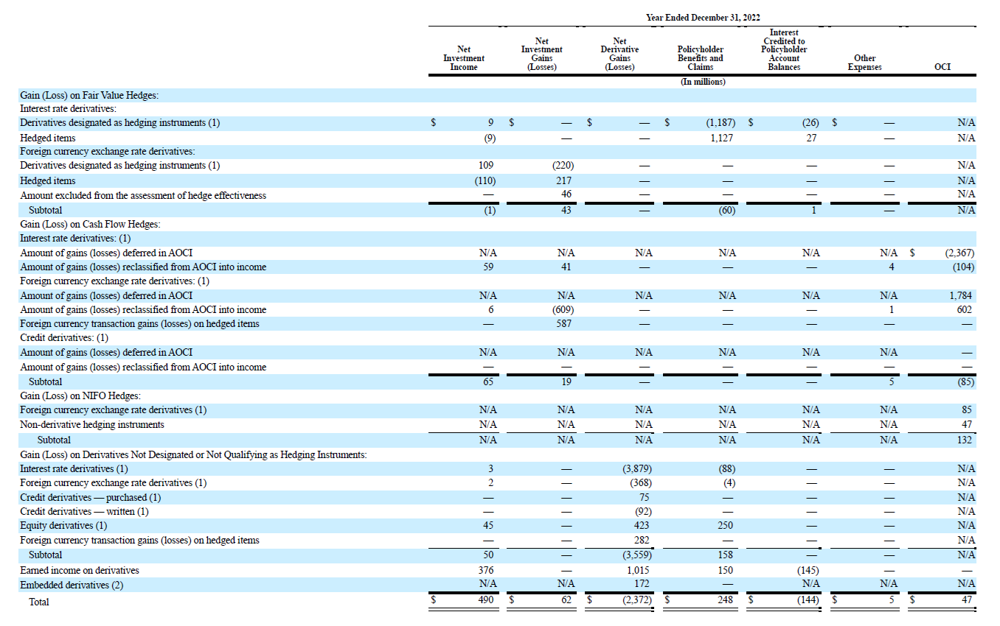 Year Ended December 31, 2022
Net Investment Income Net Investment Gains (Losses) Net Derivative Gains (Losses) Policyholder Benefits and Claims Interest Credited to Policyholder Account Balances Other Expenses OCI
(In millions)
Gain (Loss) on Fair Value Hedges:
Interest rate derivatives:
Derivatives designated as hedging instruments (1) $ 9 $ — $ — $ (1,187) $ (26) $ — N/A
Hedged items (9) — — 1,127 27 — N/A
Foreign currency exchange rate derivatives:
Derivatives designated as hedging instruments (1) 109 (220) — — — — N/A
Hedged items (110) 217 — — — — N/A
Amount excluded from the assessment of hedge effectiveness — 46 — — — — N/A
Subtotal (1) 43 — (60) 1 — N/A
Gain (Loss) on Cash Flow Hedges:
Interest rate derivatives: (1)
Amount of gains (losses) deferred in AOCI N/A N/A N/A N/A N/A N/A $ (2,367)
Amount of gains (losses) reclassified from AOCI into income 59 41 — — — 4 (104)
Foreign currency exchange rate derivatives: (1)
Amount of gains (losses) deferred in AOCI N/A N/A N/A N/A N/A N/A 1,784
Amount of gains (losses) reclassified from AOCI into income 6 (609) — — — 1 602
Foreign currency transaction gains (losses) on hedged items — 587 — — — — —
Credit derivatives: (1)
Amount of gains (losses) deferred in AOCI N/A N/A N/A N/A N/A N/A —
Amount of gains (losses) reclassified from AOCI into income — — — — — — —
Subtotal 65 19 — — — 5 (85)
Gain (Loss) on NIFO Hedges:
Foreign currency exchange rate derivatives (1) N/A N/A N/A N/A N/A N/A 85
Non-derivative hedging instruments N/A N/A N/A N/A N/A N/A 47
Subtotal N/A N/A N/A N/A N/A N/A 132
Gain (Loss) on Derivatives Not Designated or Not Qualifying as Hedging Instruments:
Interest rate derivatives (1) 3 — (3,879) (88) — — N/A
Foreign currency exchange rate derivatives (1) 2 — (368) (4) — — N/A
Credit derivatives — purchased (1) — — 75 — — — N/A
Credit derivatives — written (1) — — (92) — — — N/A
Equity derivatives (1) 45 — 423 250 — — N/A
Foreign currency transaction gains (losses) on hedged items — — 282 — — — N/A
Subtotal 50 — (3,559) 158 — — N/A
Earned income on derivatives 376 — 1,015 150 (145) — —
Embedded derivatives (2) N/A N/A 172 — N/A N/A N/A
Total $ 490 $ 62 $ (2,372) $ 248 $ (144) $ 5 $ 47